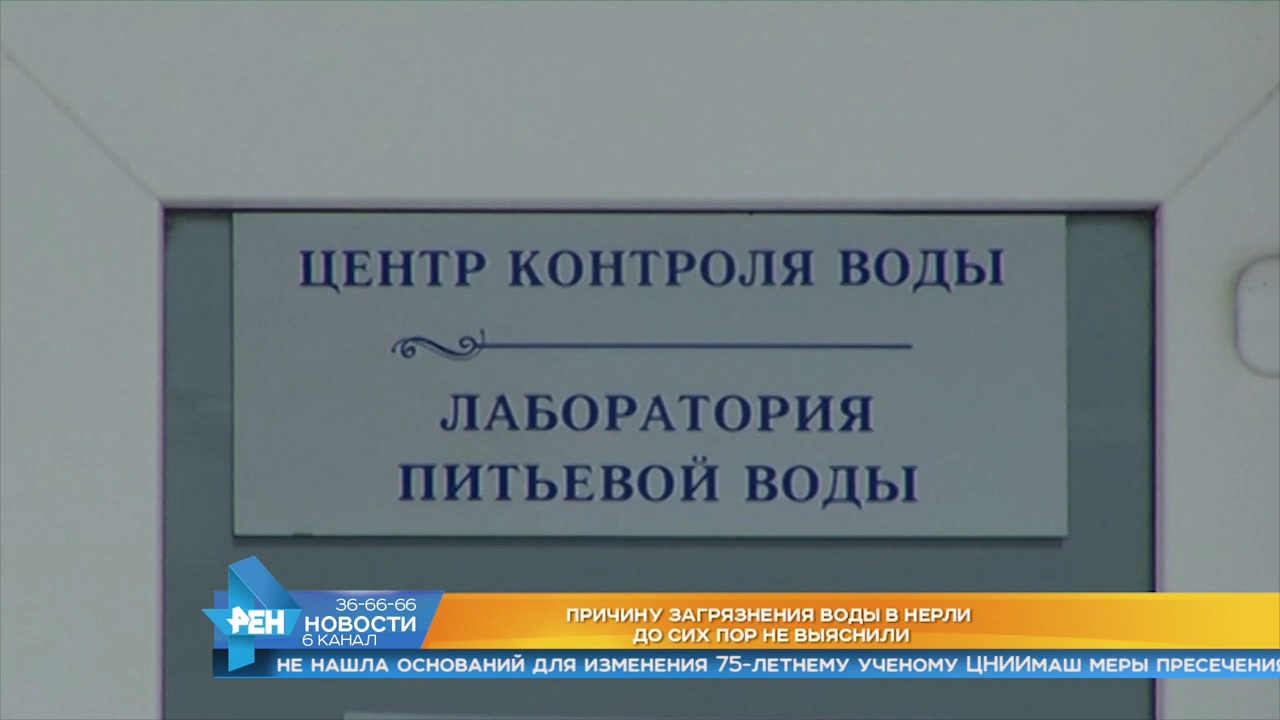 ЦЕНТР КОНТРОЛЯ ВОДЫ
ЛАБОРАТОРИЯ
ПИТЬЕВОЙ ВОДЫ
РЕН
36-66-66
НОВОСТИ
6 КАНАЛ
ПРИЧИНУ ЗАГРЯЗНЕНИЯ ВОДЫ В НЕРЛИ
ДО СИХ ПОР НЕ ВЫЯСНИЛИ
НЕ НАШЛА ОСНОВАНИЙ ДЛЯ ИЗМЕНЕНИЯ 75-ЛЕТНЕМУ УЧЕНОМУ ЦНИИмаш МЕРЫ ПРЕСЕЧЕНИЯ